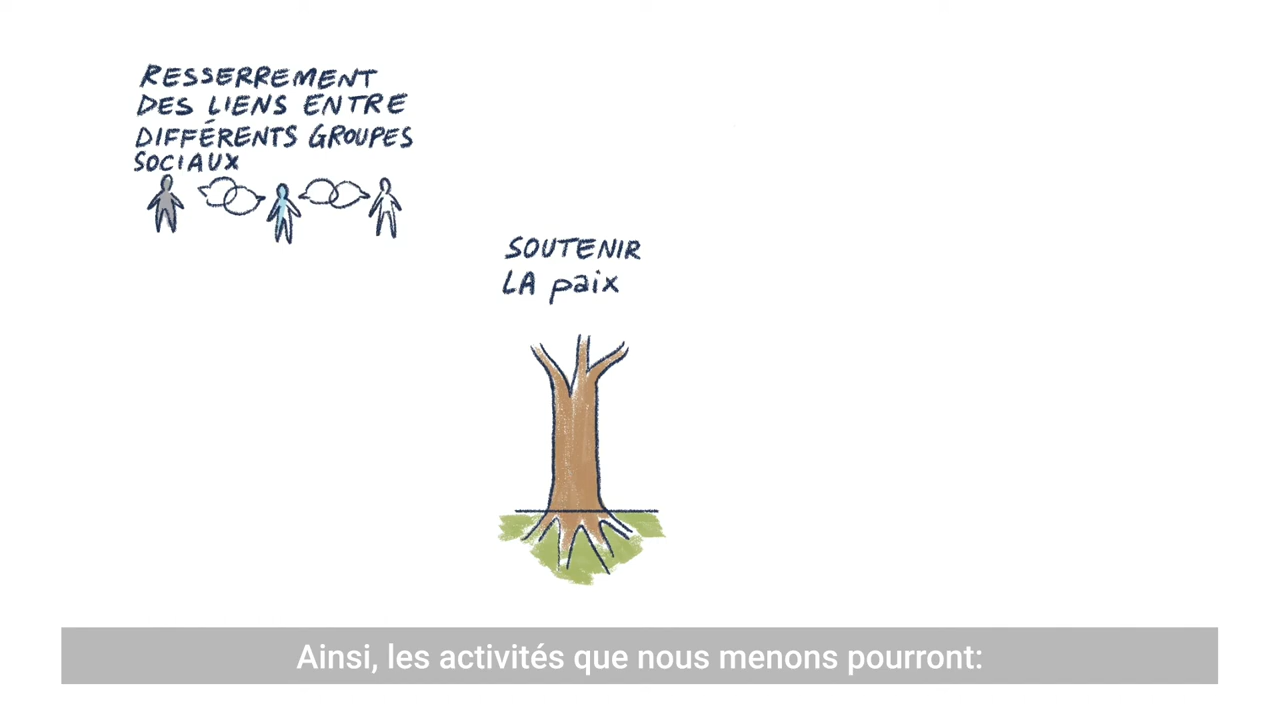 RESSERREMENT
DES LIENS ENTRE
DIFFÉRENTS GROUPES
SOCIAUX
SOUTENIR
LA paix
Ainsi, les activités que nous menons pourront: